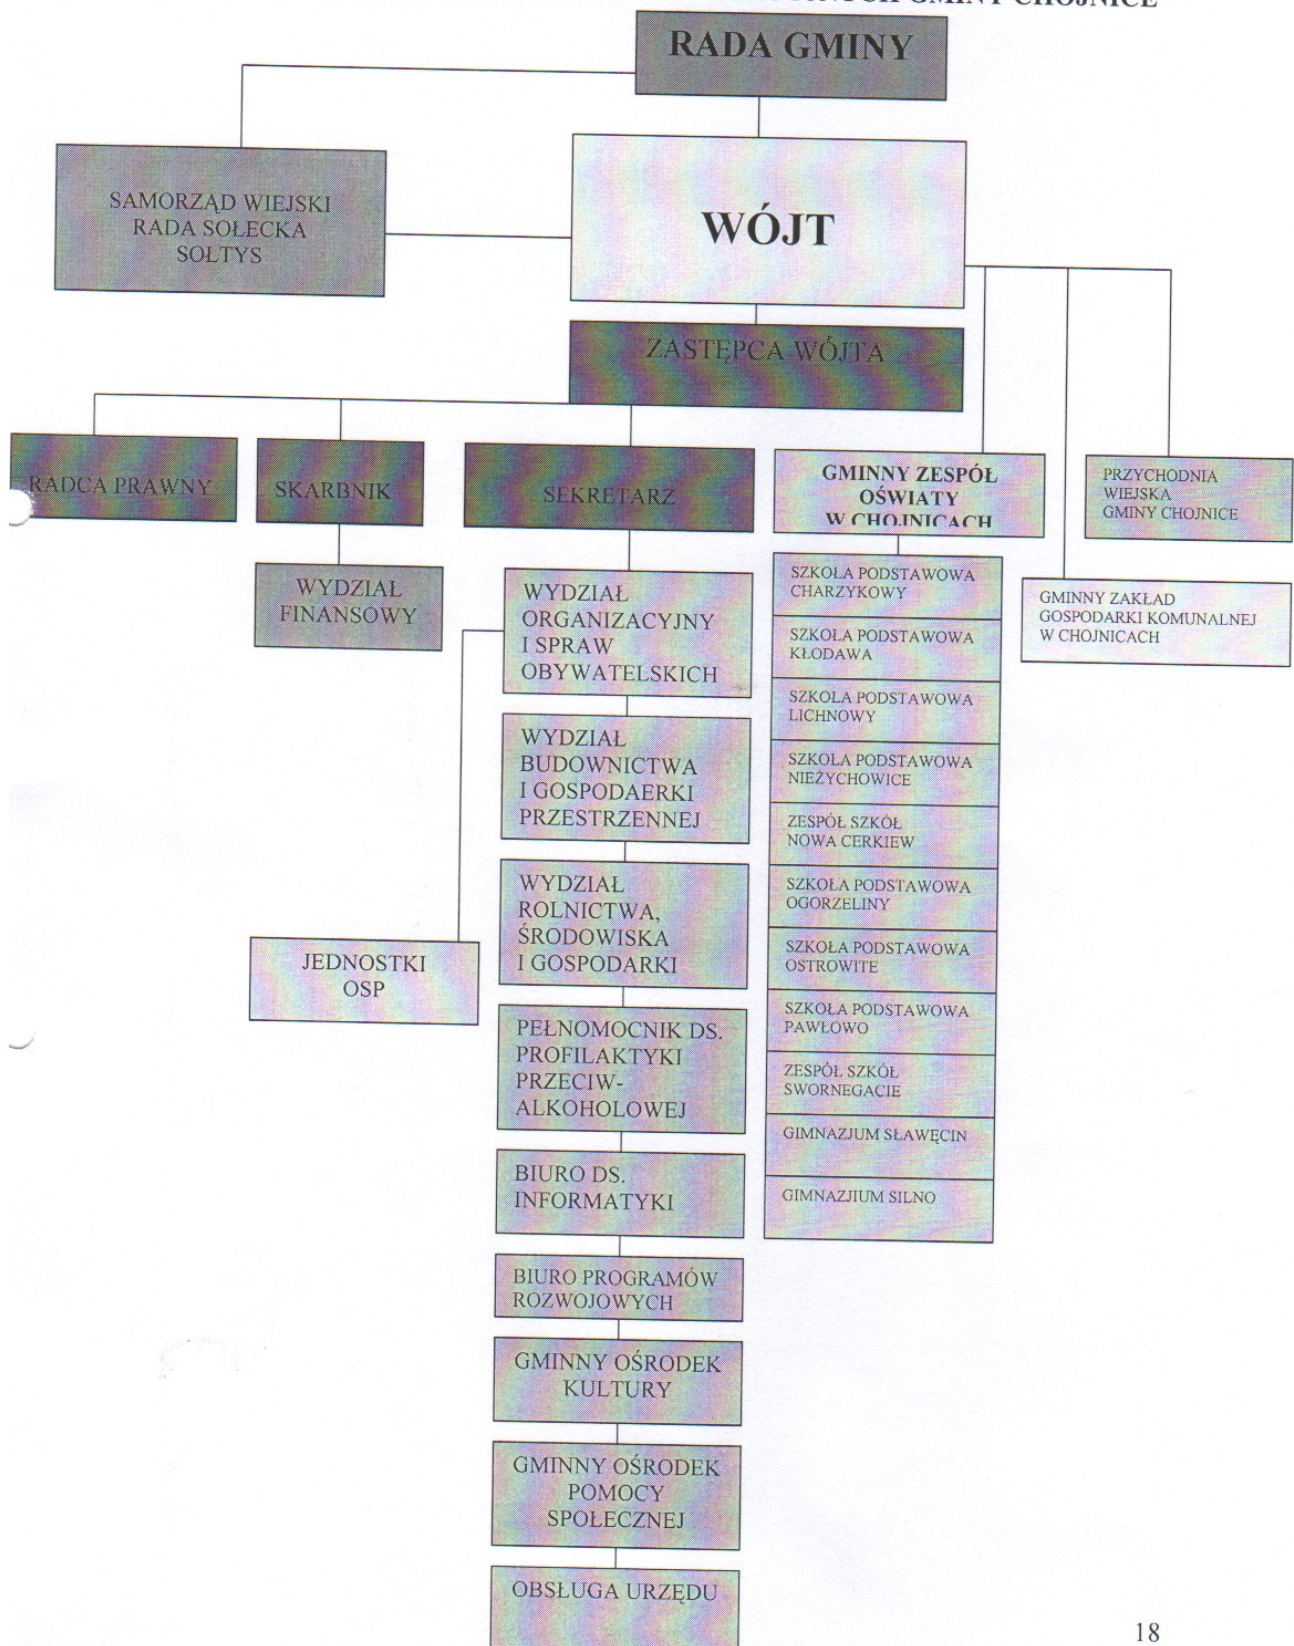 GMINY CHOJNICE
RADA GMINY
SAMORZĄD WIEJSKI
RADA SOŁECKA
SOŁTYS
WÓJT
ZASTĘPCA WÓJTA
RADCA PRAWNY
SKARBNIK
SEKRETARZ
GMINNY ZESPÓŁ
OŚWIATY
W CHOJNICACH
PRZYCHODNIA
WIEJSKA
GMINY CHOJNICE
WYDZIAŁ
FINANSOWY
WYDZIAŁ
ORGANIZACYJNY
I SPRAW
OBYWATELSKICH
SZKOŁA PODSTAWOWA
CHARZYKOWY
GMINNY ZAKŁAD
GOSPODARKI KOMUNALNEJ
W CHOJNICACH
SZKOŁA PODSTAWOWA
KŁODAWA
SZKOŁA PODSTAWOWA
LICHNOWY
WYDZIAŁ
BUDOWNICTWA
I GOSPODAERKI
PRZESTRZENNEJ
SZKOŁA PODSTAWOWA
NIEŻYCHOWICE
ZESPÓŁ SZKÓŁ
NOWA CERKIEW
WYDZIAŁ
ROLNICTWA,
ŚRODOWISKA
I GOSPODARKI
SZKOŁA PODSTAWOWA
OGORZELINY
SZKOŁA PODSTAWOWA
OSTROWITE
JEDNOSTKI
OSP
SZKOŁA PODSTAWOWA
PAWŁOWO
PEŁNOMOCNIK DS.
PROFILAKTYKI
PRZECIW-
ALKOHOLOWEJ
ZESPÓŁ SZKÓŁ
SWORNEGACIE
GIMNAZJUM SŁAWĘCIN
BIURO DS.
INFORMATYKI
GIMNAZJIUM SILNO
BIURO PROGRAMÓW
ROZWOJOWYCH
GMINNY OŚRODEK
KULTURY
GMINNY OŚRODEK
POMOCY
SPOŁECZNEJ
OBSŁUGA URZĘDU
18